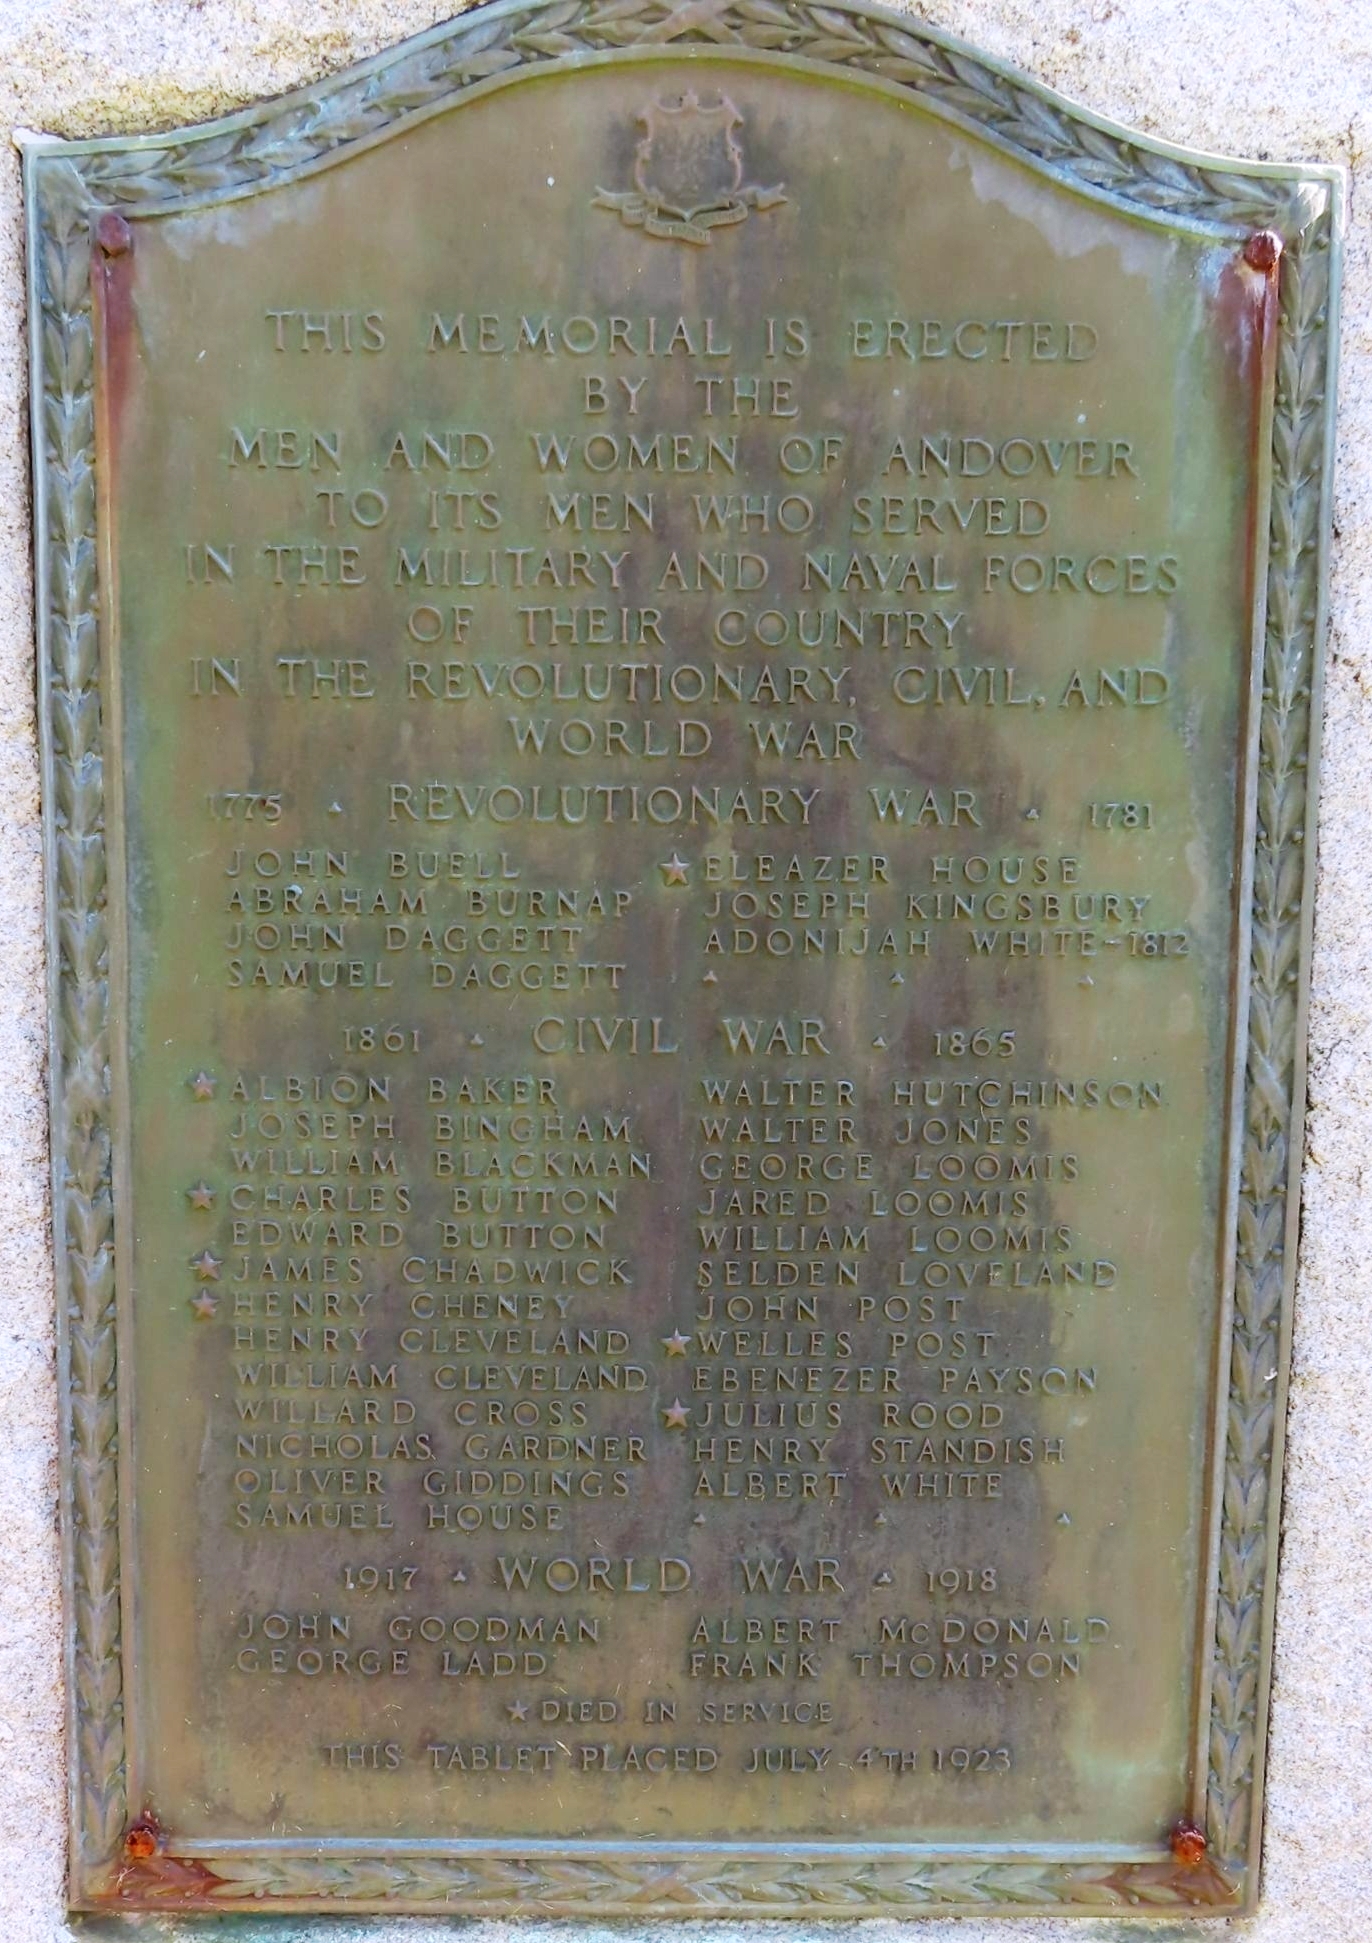 THIS MEMORIAL IS ERECTED
BY THE
MEN AND WOMEN OF ANDOVER
TO ITS MEN WHO SERVED
IN THE MILITARY AND NAVAL FORCES
OF THEIR COUNTRY
IN THE REVOLUTIONARY, CIVIL, AND
WORLD WAR
1775 REVOLUTIONARY WAR 1781
JOHN BUELL
ABRAHAM BURNAP
JOHN DAGGETT
SAMUEL DAGGETT
★ ELEAZER HOUSE
JOSEPH KINGSBURY
ADONIJAH WHITE-1812
1861 CIVIL WAR 1865
★ ALBION BAKER
JOSEPH BINGHAM
WILLIAM BLACKMAN
★ CHARLES BUTTON
EDWARD BUTTON
★ JAMES CHADWICK
★ HENRY CHENEY
HENRY CLEVELAND
WILLIAM CLEVELAND
WILLARD CROSS
NICHOLAS GARDNER
OLIVER GIDDINGS
SAMUEL HOUSE
WALTER HUTCHINSON
WALTER JONES
GEORGE LOOMIS
JARED LOOMIS
WILLIAM LOOMIS
SELDEN LOVELAND
JOHN POST
★ WELLES POST
EBENEZER PAYSON
★ JULIUS ROOD
HENRY STANDISH
ALBERT WHITE
1917 WORLD WAR 1918
JOHN GOODMAN
GEORGE LADD
ALBERT McDONALD
FRANK THOMPSON
★ DIED IN SERVICE
THIS TABLET PLACED JULY 4TH 1923